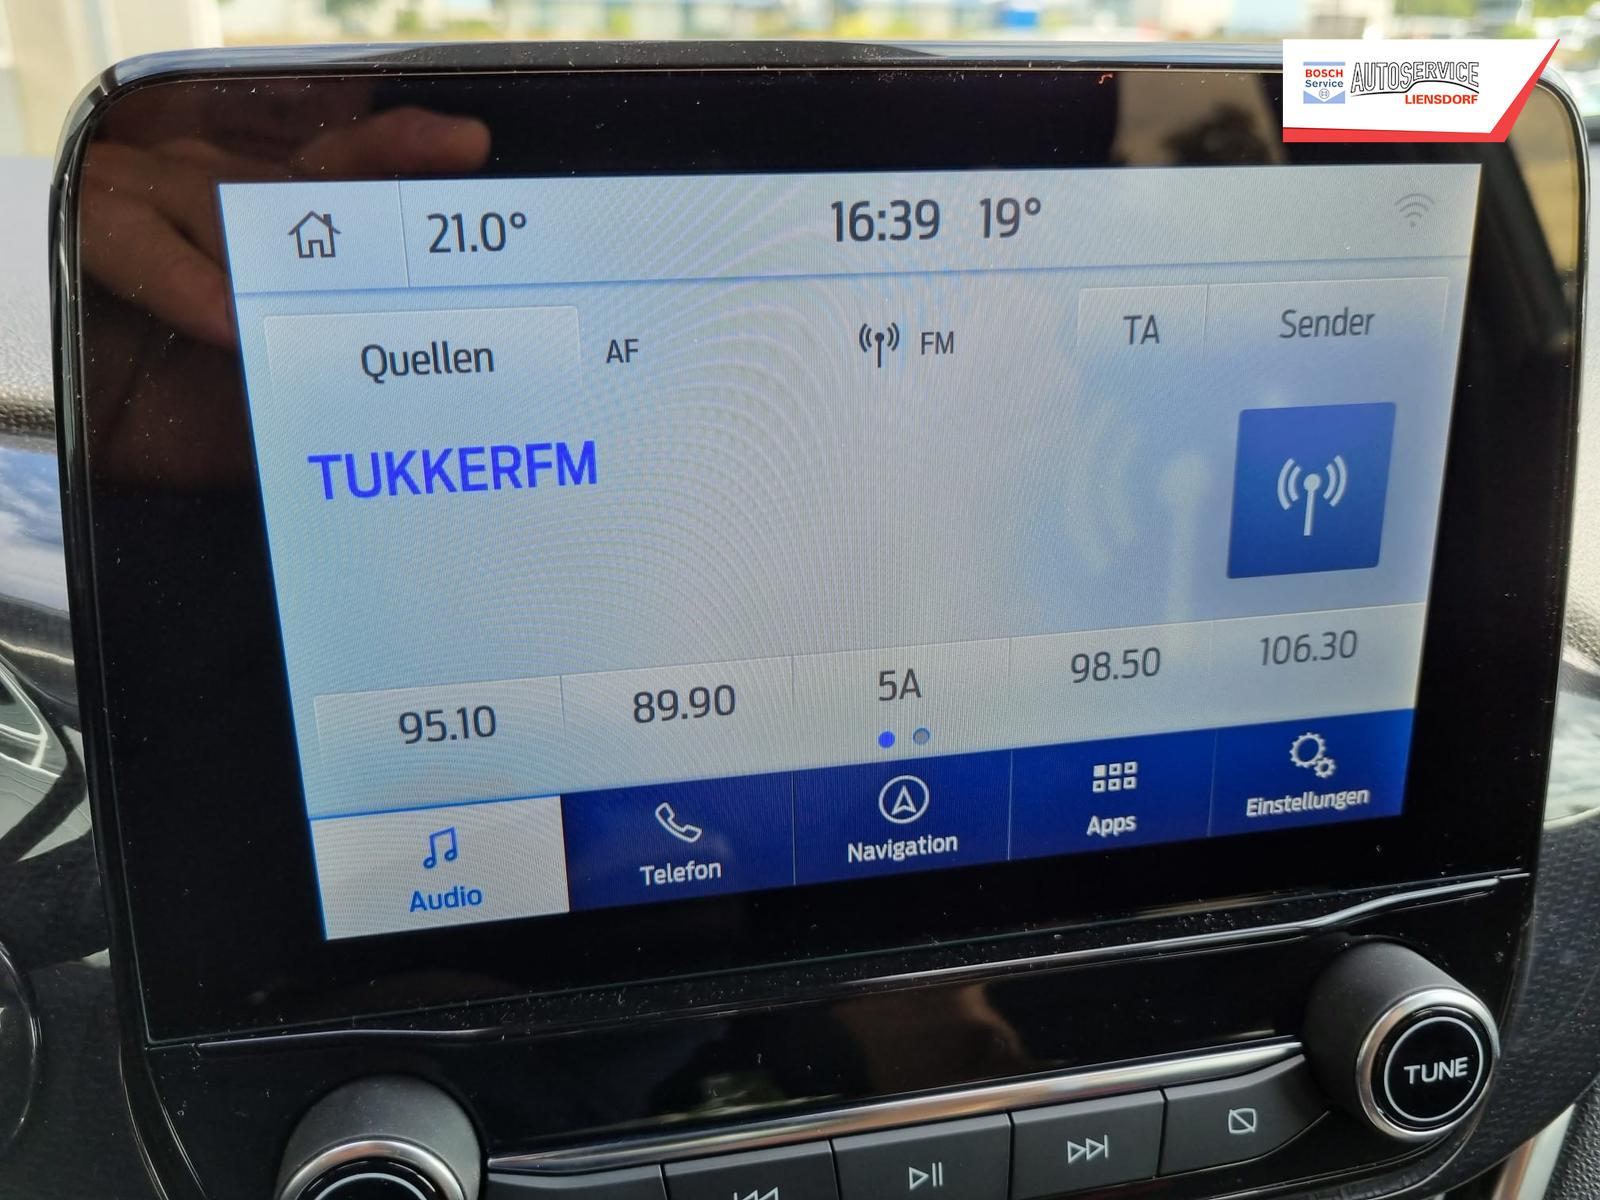 BOSCH
Service
AUTOSERVICE
LIENSDORF
21.0° 16:39 19°
Quellen AF FM TA Sender
TUKKERFM
95.10 89.90 5A 98.50 106.30
Audio Telefon Navigation Apps Einstellungen
TUNE